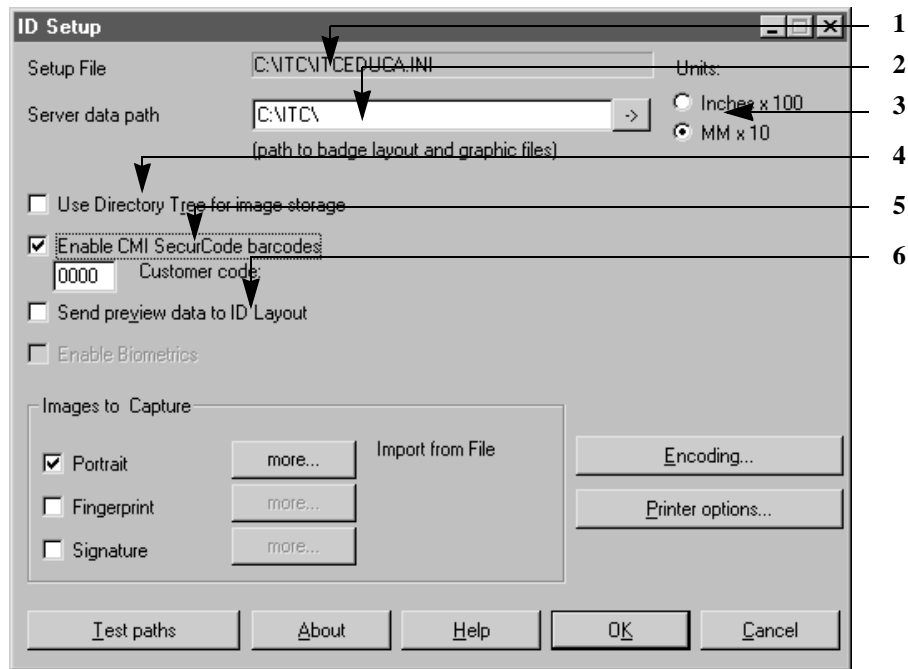 ID Setup
1
Setup File C:\ITC\ITCEDUCA.INI Units: 2
Inches x 100 3
Server data path C:\ITC\ ->
MM x 10
(path to badge layout and graphic files)
4
Use Directory Tree for image storage 5
Enable CMI SecurCode barcodes
6
0000 Customer code:
Send preview data to ID Layout
Enable Biometrics
Images to Capture
Portrait more... Import from File Encoding...
Fingerprint more... Printer options...
Signature more...
Test paths About Help OK Cancel